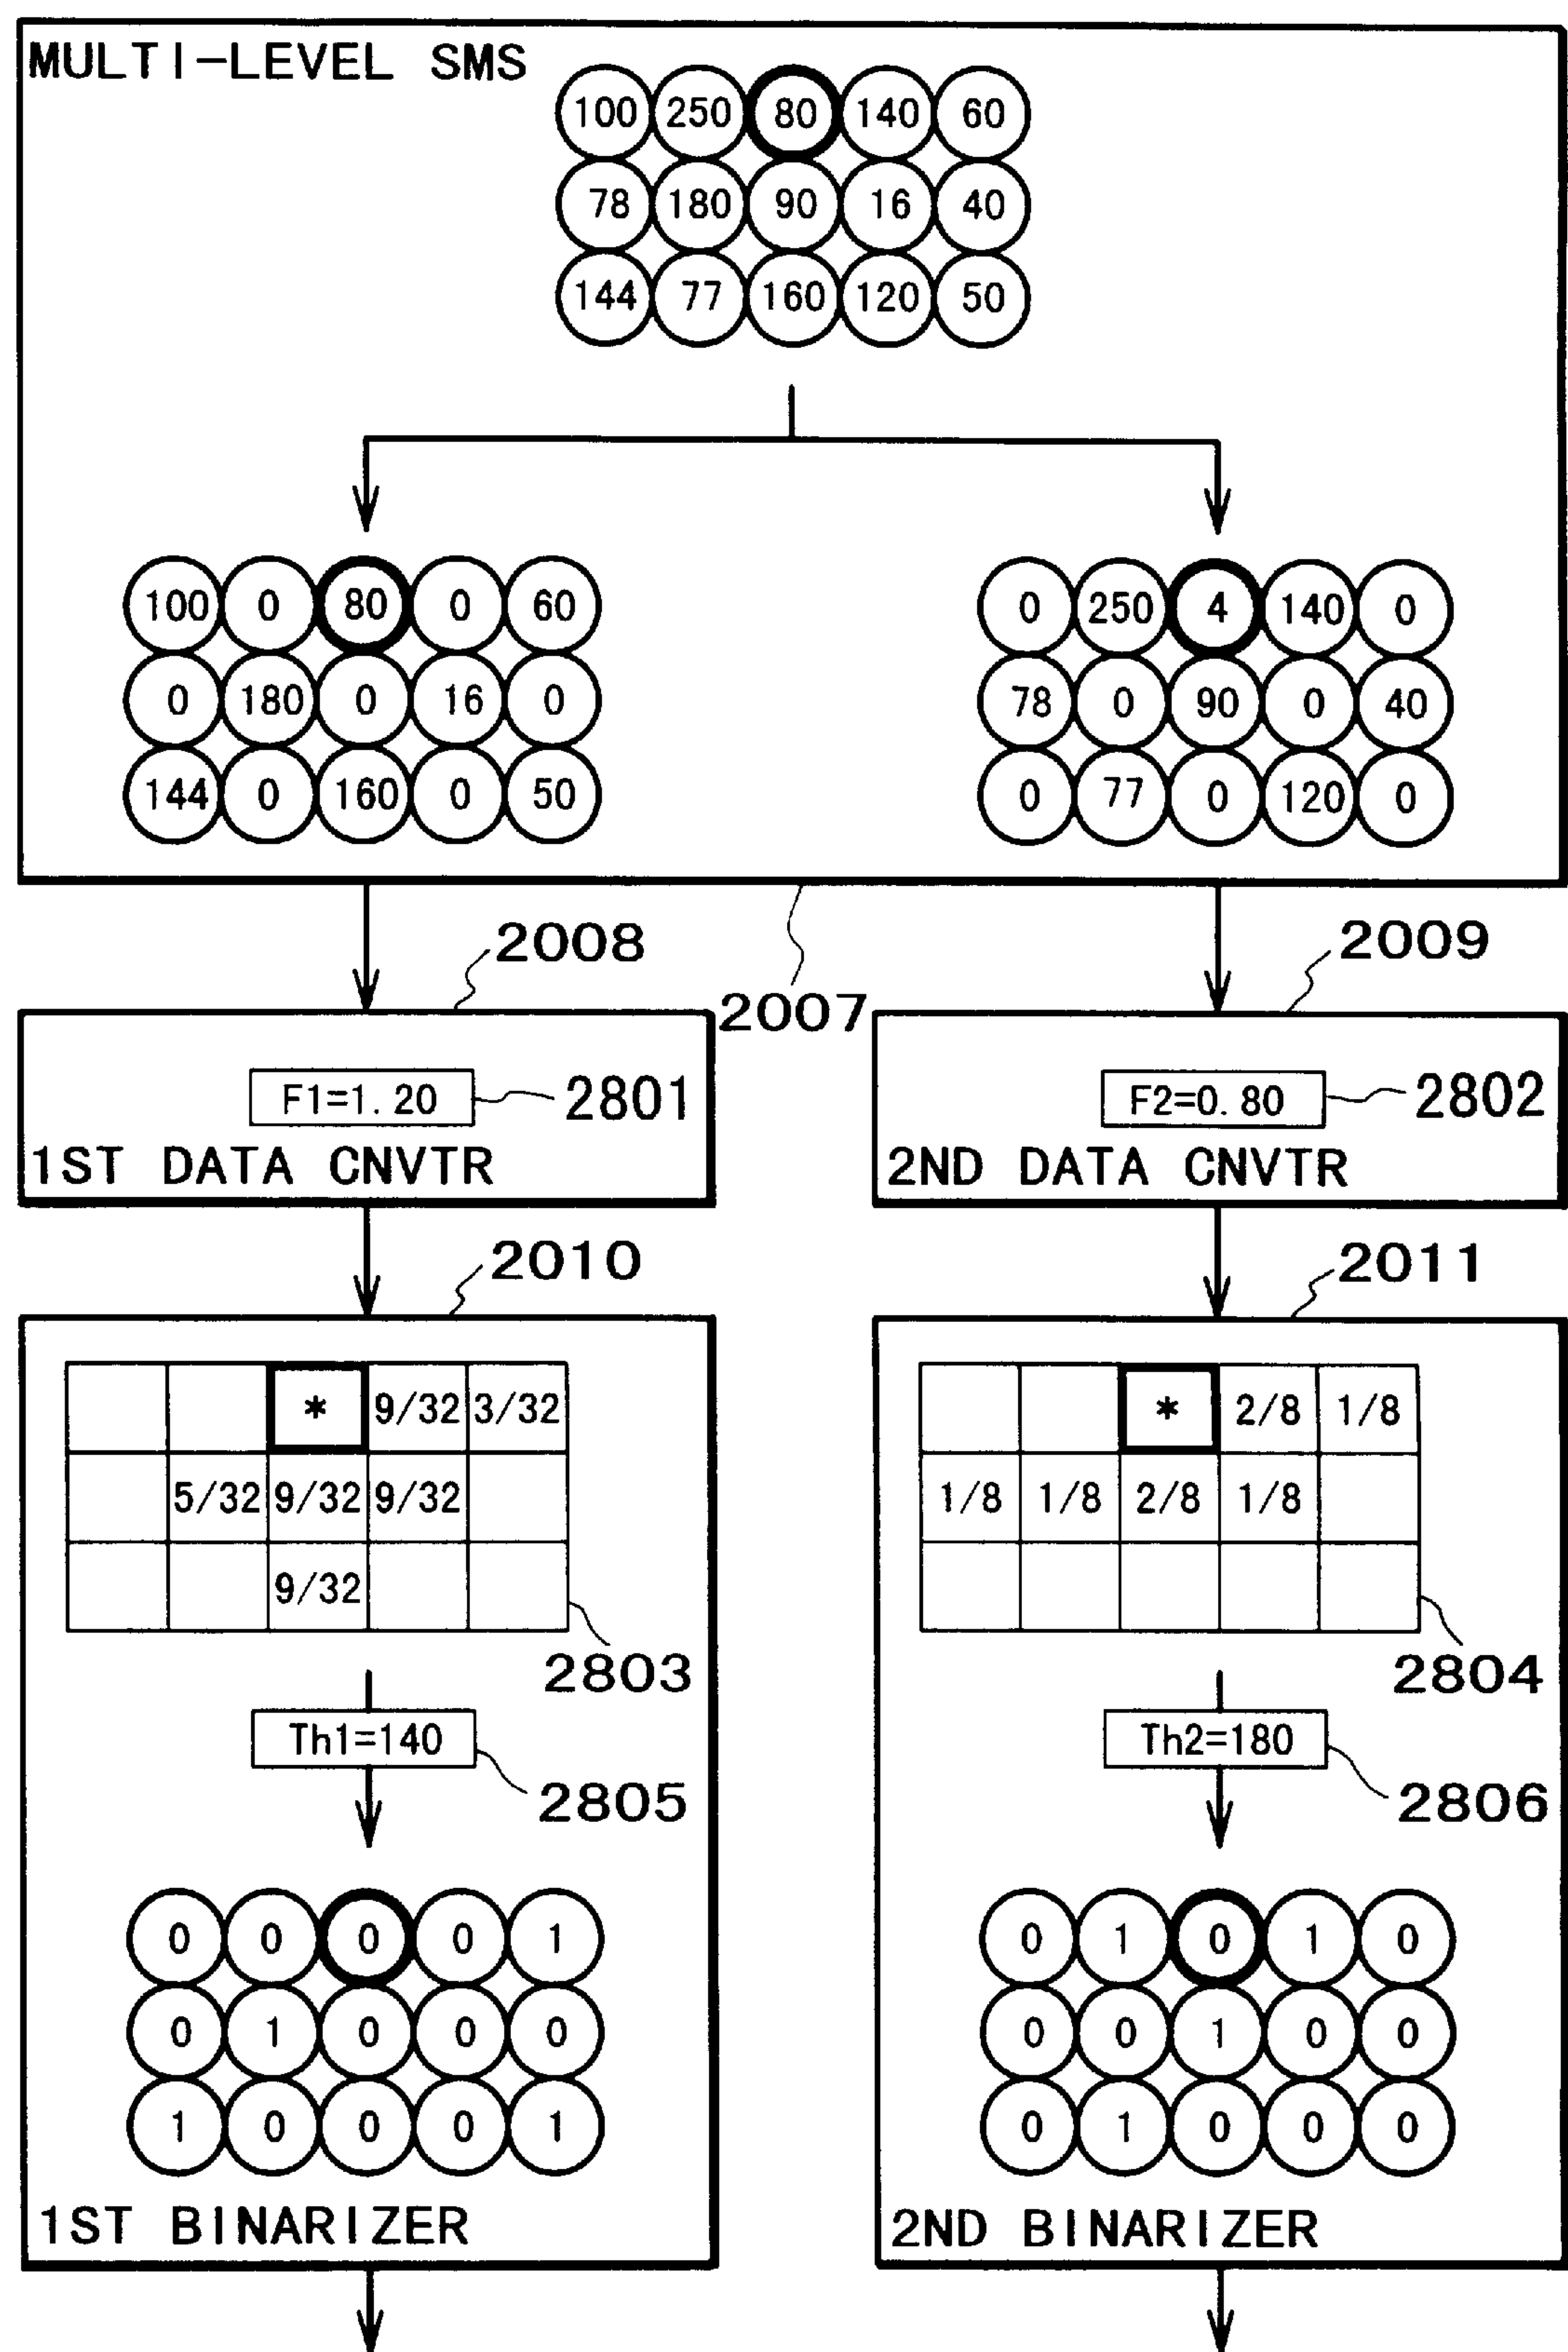 MULTI-LEVEL SMS
100 250 80 140 60
78 180 90 16 40
144 77 160 120 50
100 0 80 0 60
0 180 0 16 0
144 0 160 0 50
0 250 4 140 0
78 0 90 0 40
0 77 0 120 0
2007
2008
F1=1.20
2801
1ST DATA CNVTR
2009
F2=0.80
2802
2ND DATA CNVTR
2010
* 9/32 3/32
5/32 9/32 9/32
9/32
2803
Th1=140
2805
0 0 0 0 1
0 1 0 0 0
1 0 0 0 1
1ST BINARIZER
2011
* 2/8 1/8
1/8 1/8 2/8 1/8
2804
Th2=180
2806
0 1 0 1 0
0 0 1 0 0
0 1 0 0 0
2ND BINARIZER